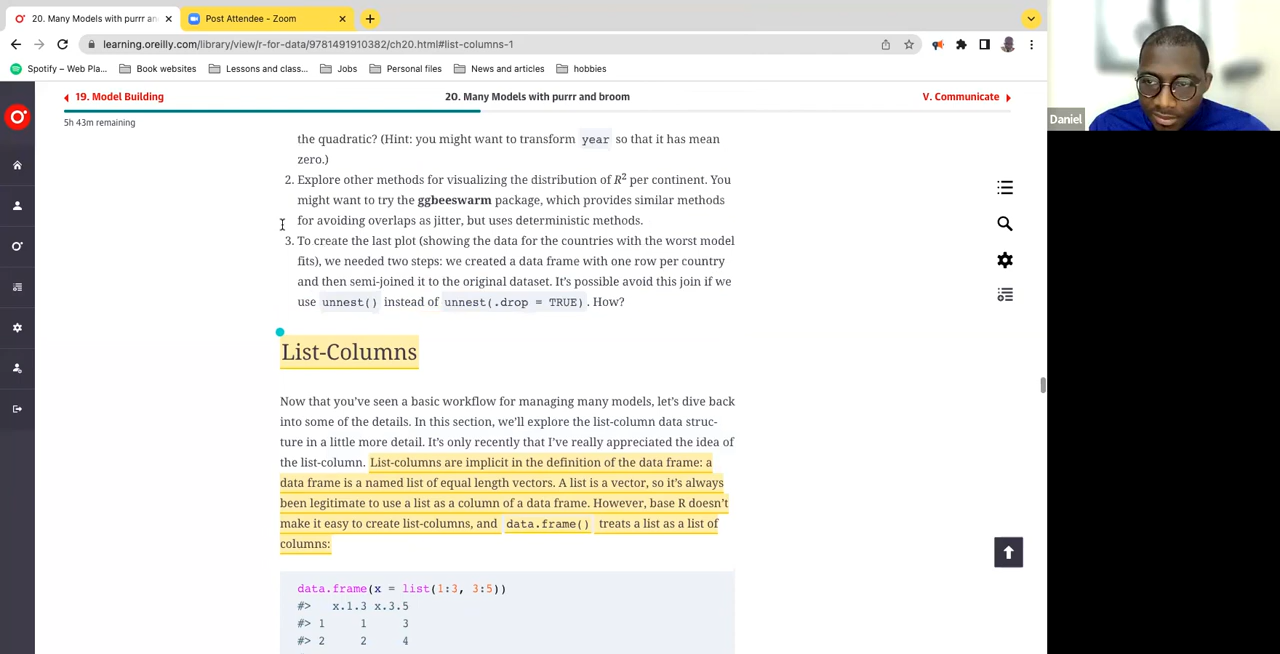 20. Many Models with purrr and
Post Attendee - Zoom
learning.oreilly.com/library/view/r-for-data/9781491910382/ch20.html#list-columns-1
Spotify – Web Pla...
Book websites
Lessons and class...
Jobs
Personal files
News and articles
hobbies
19. Model Building
20. Many Models with purrr and broom
V. Communicate
5h 43m remaining
the quadratic? (Hint: you might want to transform year so that it has mean
zero.)
2. Explore other methods for visualizing the distribution of R² per continent. You
might want to try the ggbeeswarm package, which provides similar methods
for avoiding overlaps as jitter, but uses deterministic methods.
3. To create the last plot (showing the data for the countries with the worst model
fits), we needed two steps: we created a data frame with one row per country
and then semi-joined it to the original dataset. It's possible avoid this join if we
use unnest() instead of unnest(.drop = TRUE). How?
List-Columns
Now that you've seen a basic workflow for managing many models, let's dive back
into some of the details. In this section, we'll explore the list-column data struc-
ture in a little more detail. It's only recently that I've really appreciated the idea of
the list-column. List-columns are implicit in the definition of the data frame: a
data frame is a named list of equal length vectors. A list is a vector, so it's always
been legitimate to use a list as a column of a data frame. However, base R doesn't
make it easy to create list-columns, and data.frame() treats a list as a list of
columns:
data.frame(x = list(1:3, 3:5))
#> x.1.3 x.3.5
#> 1 1 3
#> 2 2 4
Daniel